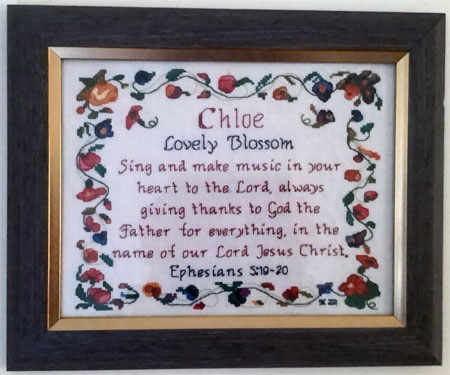 Chloe
Lovely Blossom
Sing and make music in your
heart to the Lord, always
giving thanks to God the
Father for everything, in the
name of our Lord Jesus Christ.
Ephesians 5:19-20